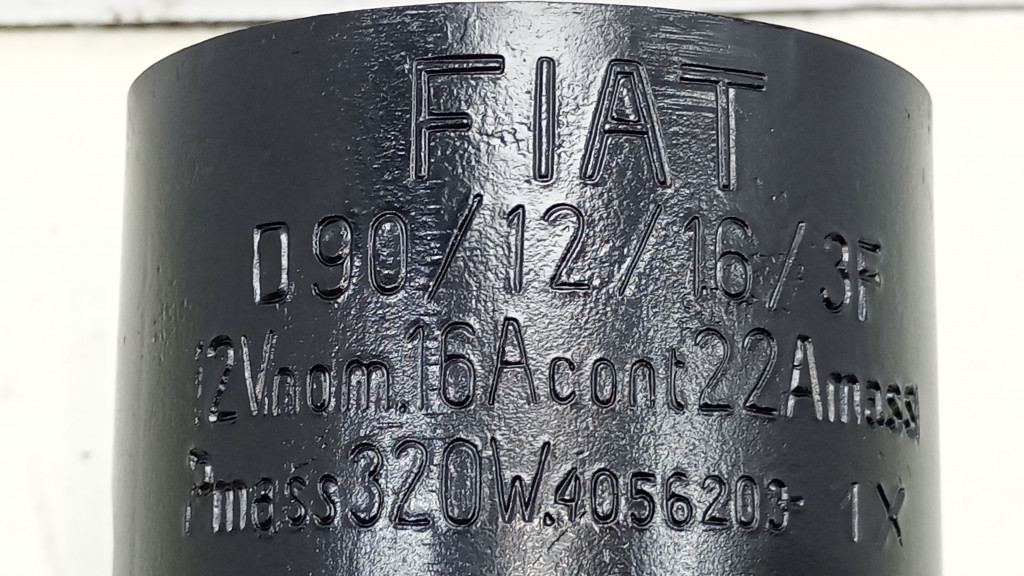 FIAT
D90/12/16/3F
12Vnom.16Acont22Amass
Pmass320W.4056203- 1X